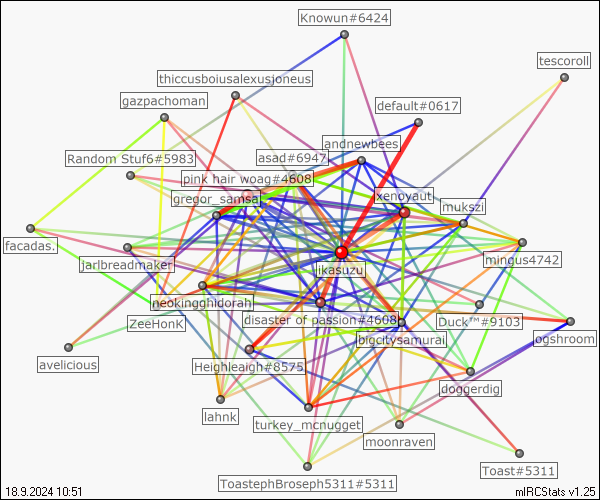 Knowun#6424
tescoroll
thiccusboiusalexusjoneus
gazpachoman
default#0617
andnewbees
Random Stuf6#5983
asad#6947
pink hair woag#4608
gregor_samsa
xenoyaut
mukszi
facadas.
jarlbreadmaker
jikasuzu
mingus4742
neokingghidorah
ZeeHonK
disaster of passion#4608
Duck™#9103
bigcitysamurai
ogshroom
avelicious
Heighleaigh#8575
doggerdig
lahnk
turkey_mcnugget
moonraven
Toast#5311
ToastephBroseph5311#5311
18.9.2024 10:51
mIRCStats v1.25